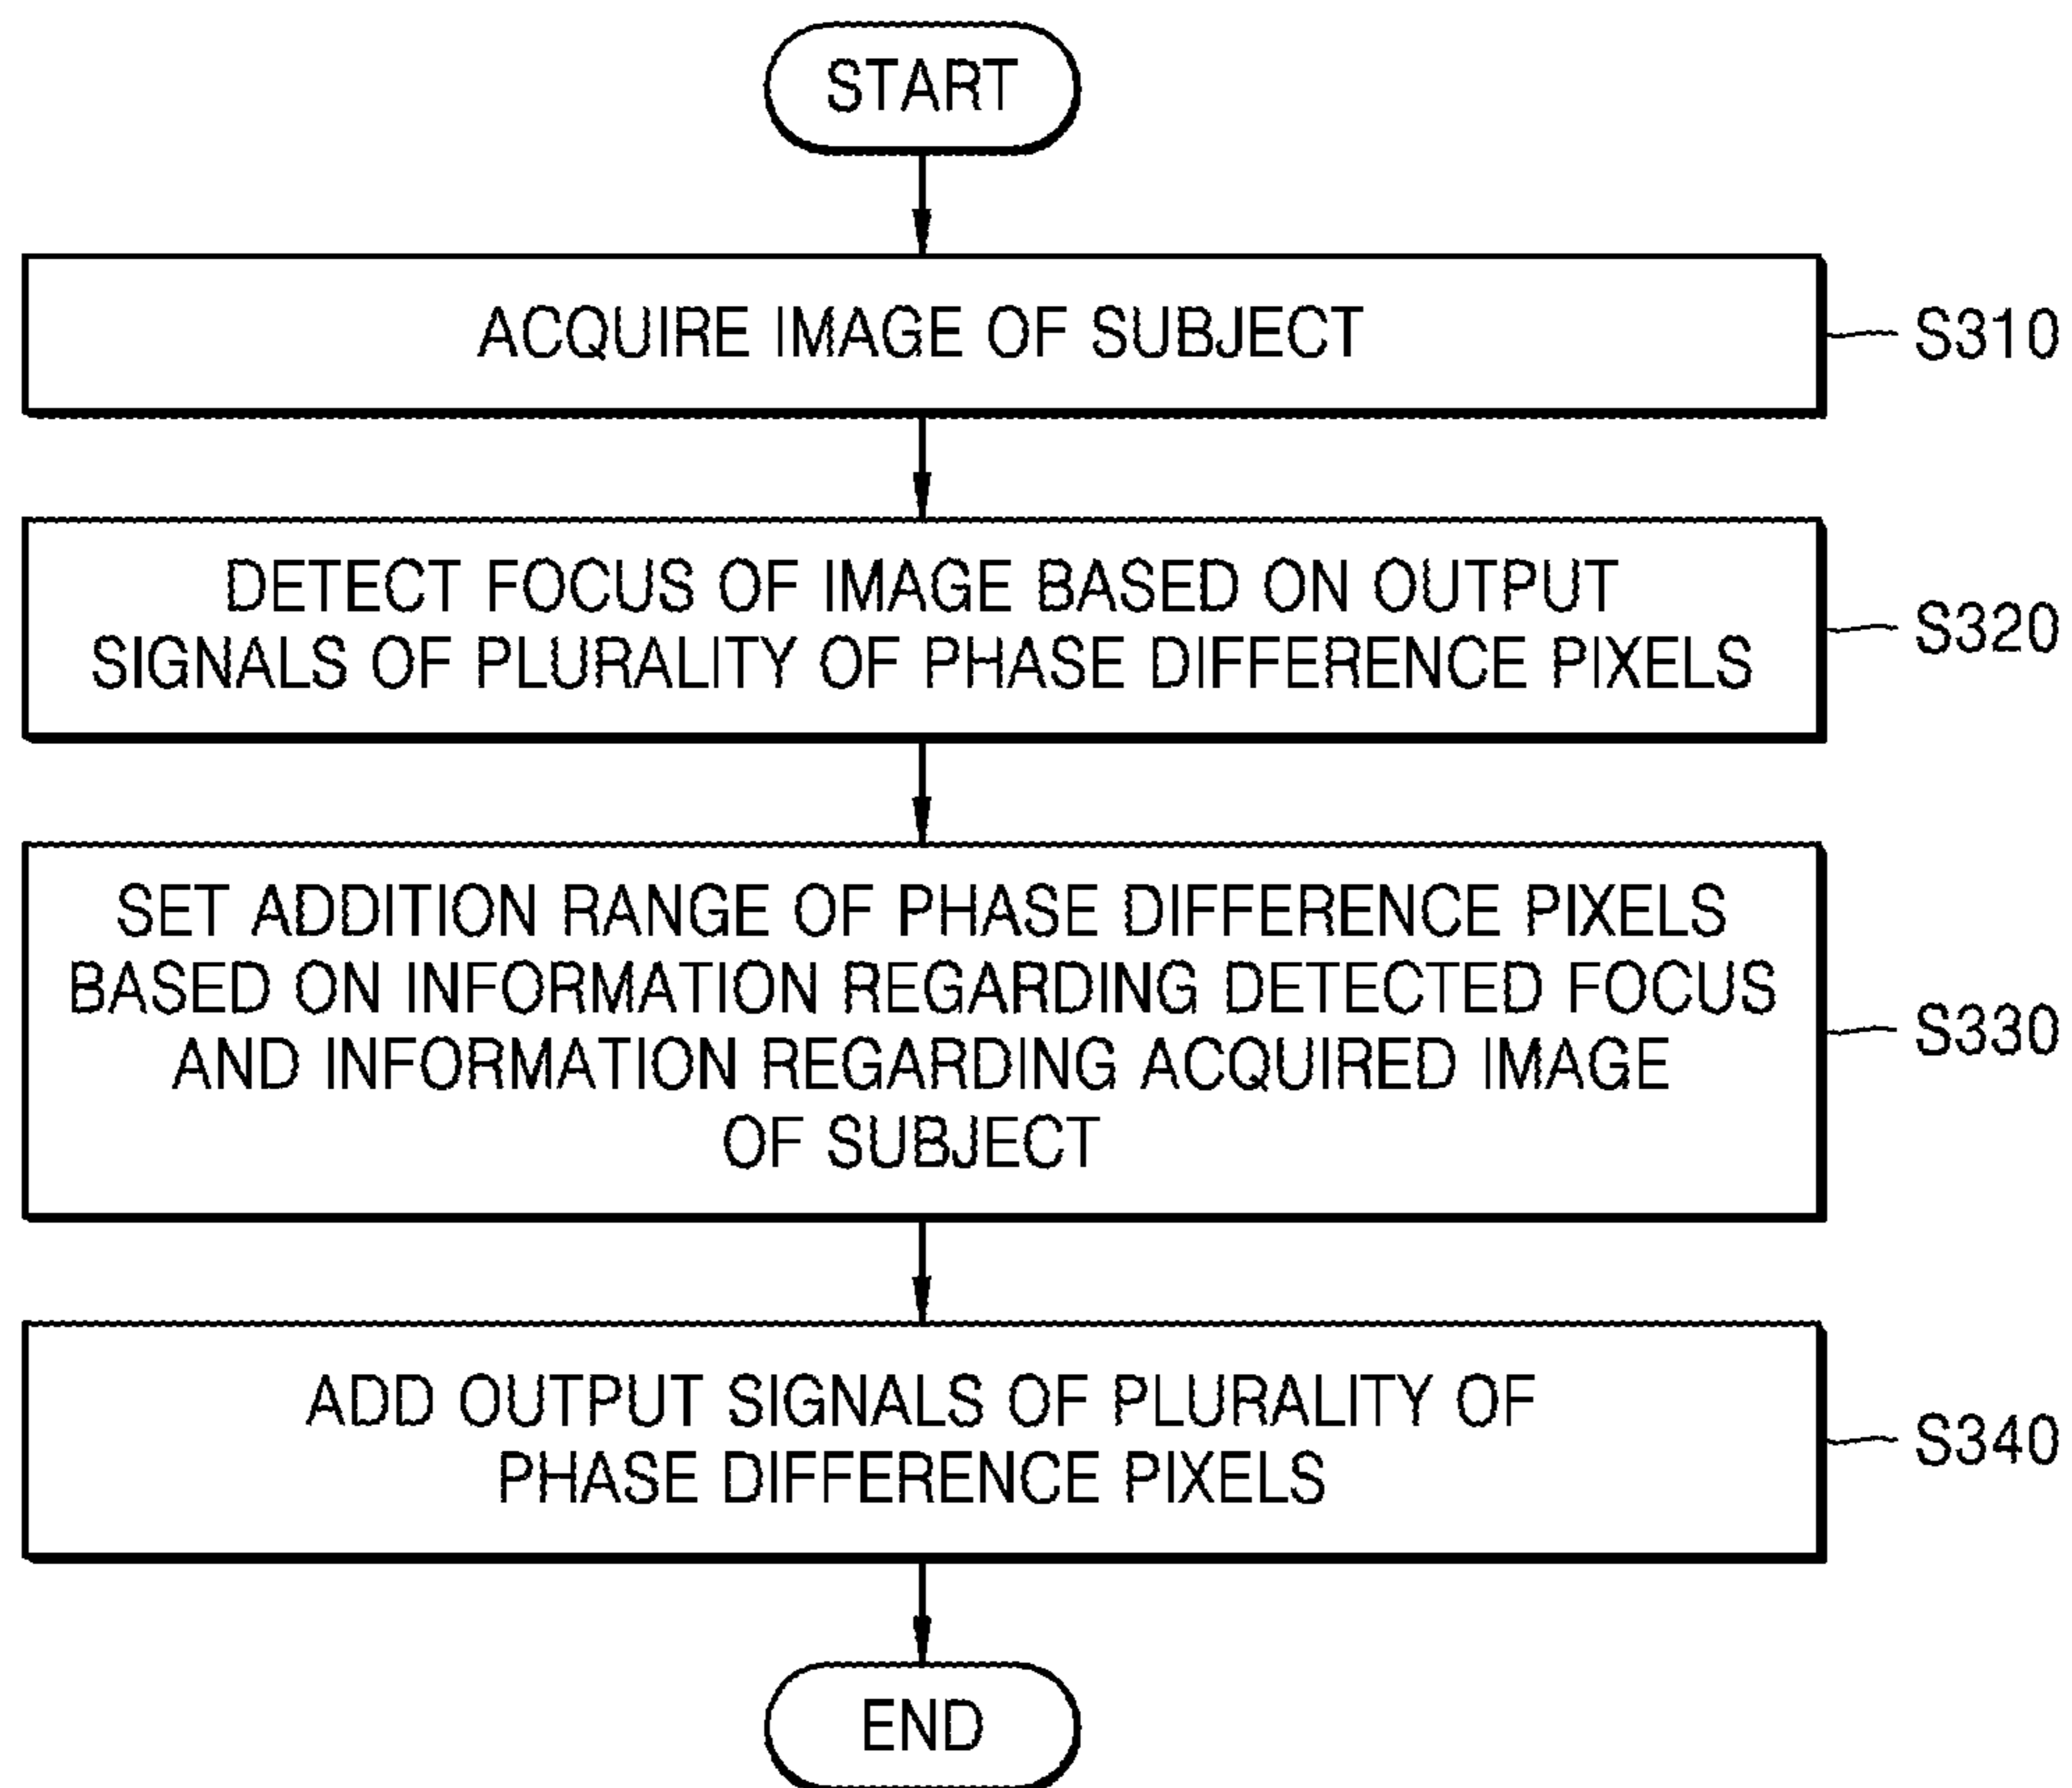 START
ACQUIRE IMAGE OF SUBJECT
S310
DETECT FOCUS OF IMAGE BASED ON OUTPUT
SIGNALS OF PLURALITY OF PHASE DIFFERENCE PIXELS
S320
SET ADDITION RANGE OF PHASE DIFFERENCE PIXELS
BASED ON INFORMATION REGARDING DETECTED FOCUS
AND INFORMATION REGARDING ACQUIRED IMAGE
OF SUBJECT
S330
ADD OUTPUT SIGNALS OF PLURALITY OF
PHASE DIFFERENCE PIXELS
S340
END